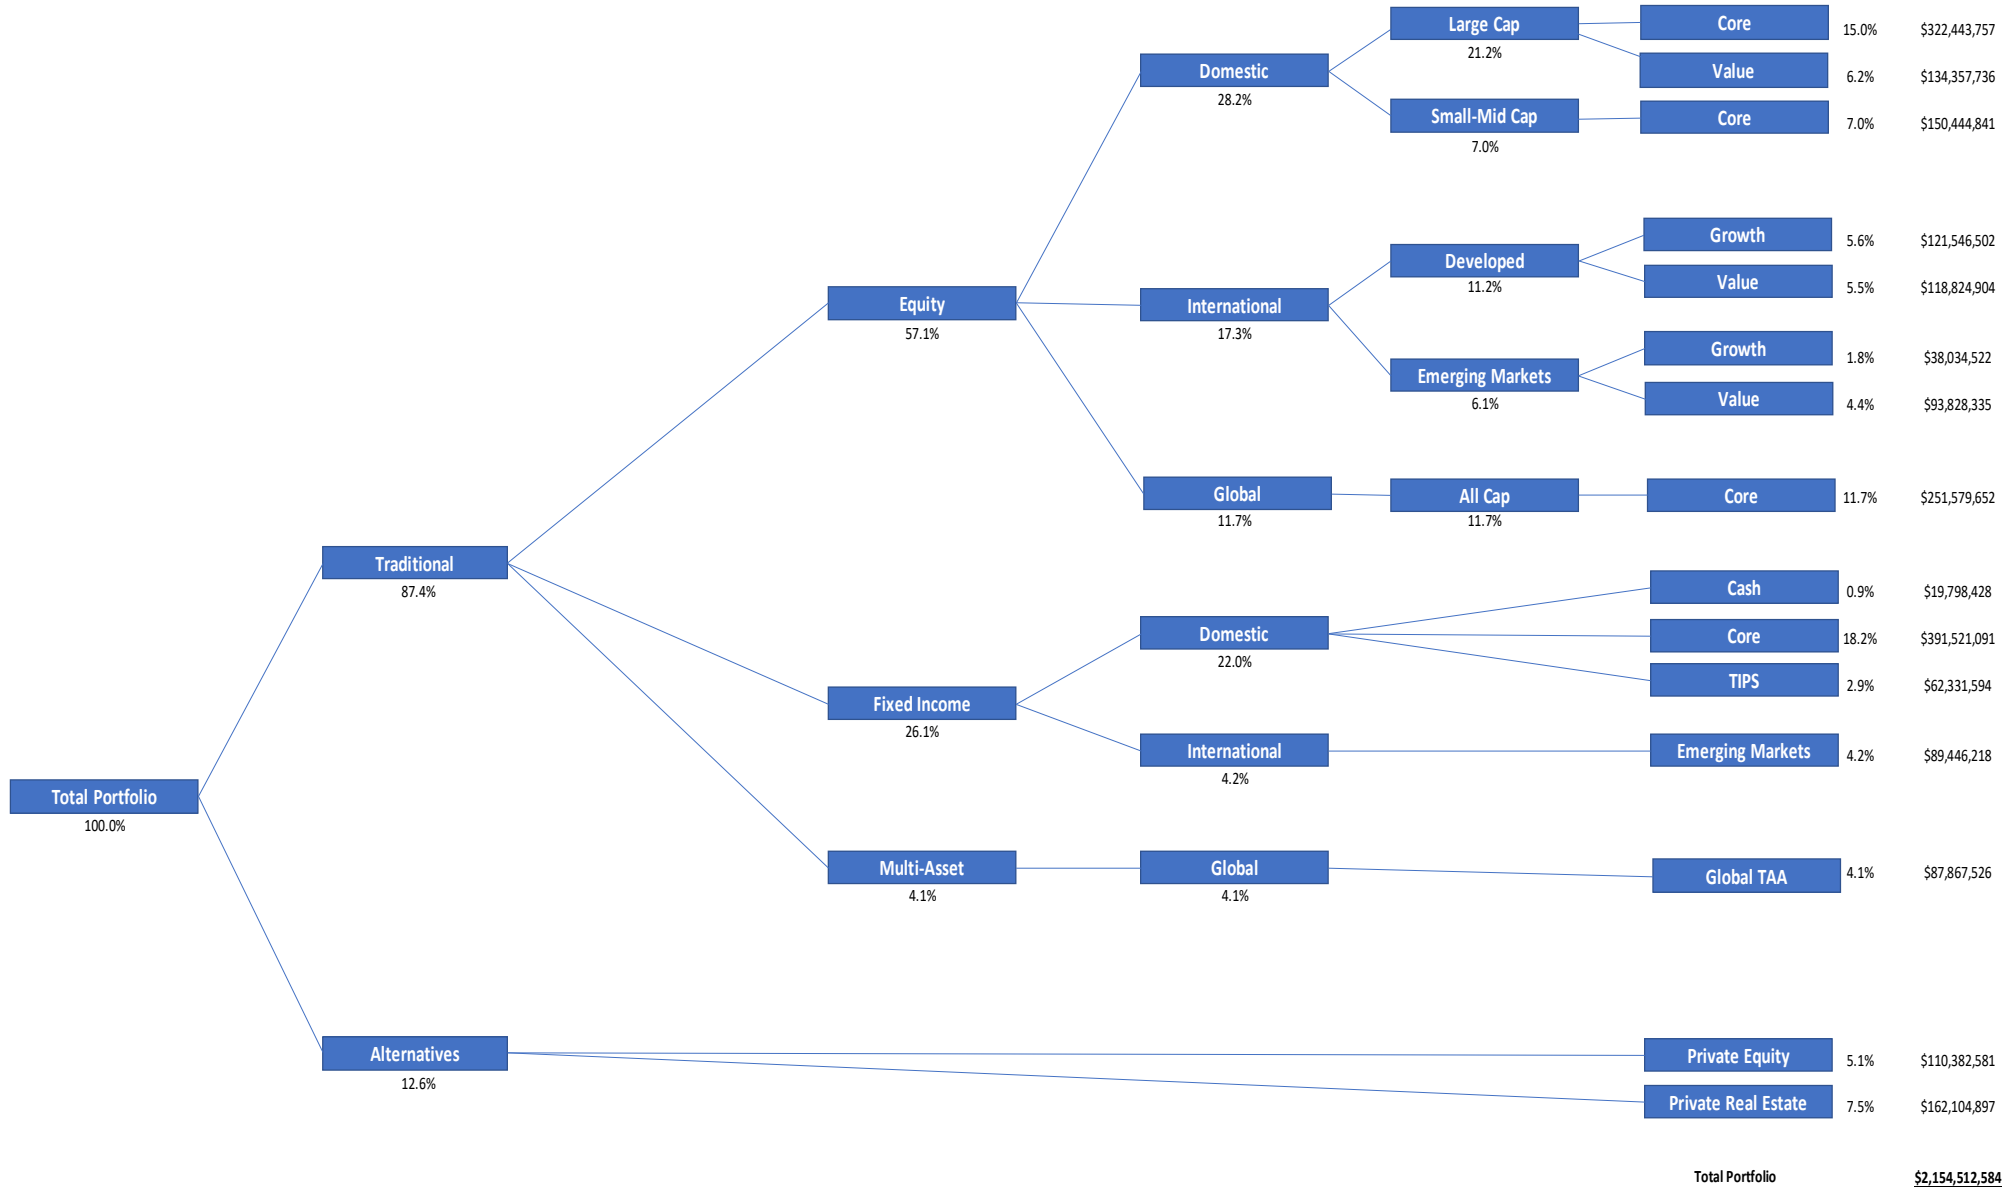 Large Cap
21.2%
Core
15.0%
$322,443,757
Domestic
28.2%
Value
6.2%
$134,357,736
Small-Mid Cap
7.0%
Core
7.0%
$150,444,841
Growth
5.6%
$121,546,502
Developed
11.2%
Value
5.5%
$118,824,904
Equity
57.1%
International
17.3%
Growth
1.8%
$38,034,522
Emerging Markets
6.1%
Value
4.4%
$93,828,335
Global
11.7%
All Cap
11.7%
Core
11.7%
$251,579,652
Traditional
87.4%
Cash
0.9%
$19,798,428
Domestic
22.0%
Core
18.2%
$391,521,091
TIPS
2.9%
$62,331,594
Fixed Income
26.1%
International
4.2%
Emerging Markets
4.2%
$89,446,218
Total Portfolio
100.0%
Multi-Asset
4.1%
Global
4.1%
Global TAA
4.1%
$87,867,526
Alternatives
12.6%
Private Equity
5.1%
$110,382,581
Private Real Estate
7.5%
$162,104,897
Total Portfolio
$2,154,512,584